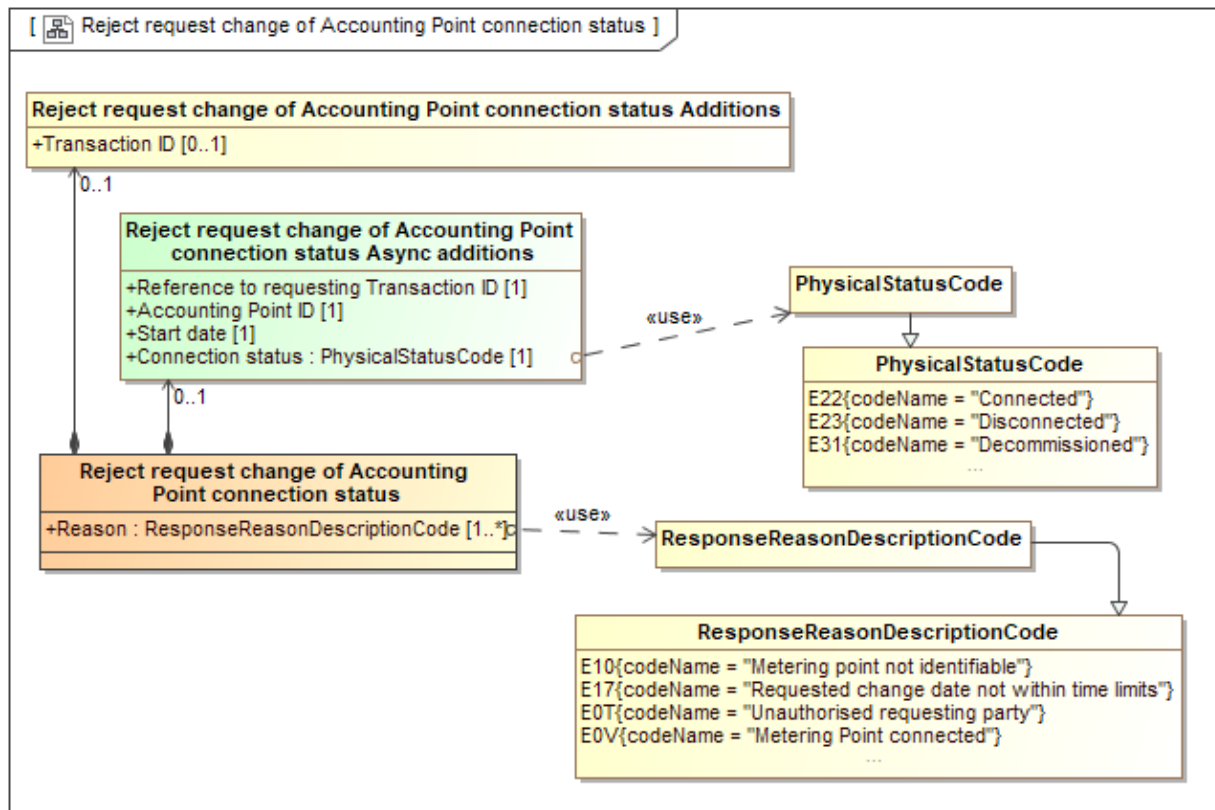 [ Reject request change of Accounting Point connection status ]
Reject request change of Accounting Point connection status Additions
+Transaction ID [0..1]
0..1
Reject request change of Accounting Point
connection status Async additions
+Reference to requesting Transaction ID [1]
+Accounting Point ID [1]
+Start date [1]
+Connection status : PhysicalStatusCode [1]
«use»
PhysicalStatusCode
PhysicalStatusCode
E22{codeName = "Connected"}
E23{codeName = "Disconnected"}
E31{codeName = "Decommissioned"}
...
0..1
Reject request change of Accounting
Point connection status
+Reason : ResponseReasonDescriptionCode [1..*]
«use»
ResponseReasonDescriptionCode
ResponseReasonDescriptionCode
E10{codeName = "Metering point not identifiable"}
E17{codeName = "Requested change date not within time limits"}
E0T{codeName = "Unauthorised requesting party"}
E0V{codeName = "Metering Point connected"}
...